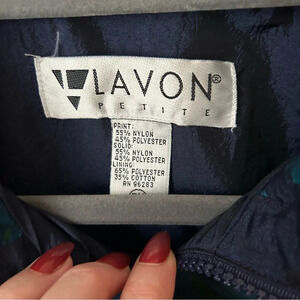 LAVON®
PETITE
PRINT:
55% NYLON
45% POLYESTER
SOLID:
55% NYLON
45% POLYESTER
LINING:
65% POLYESTER
35% COTTON
RN 96283